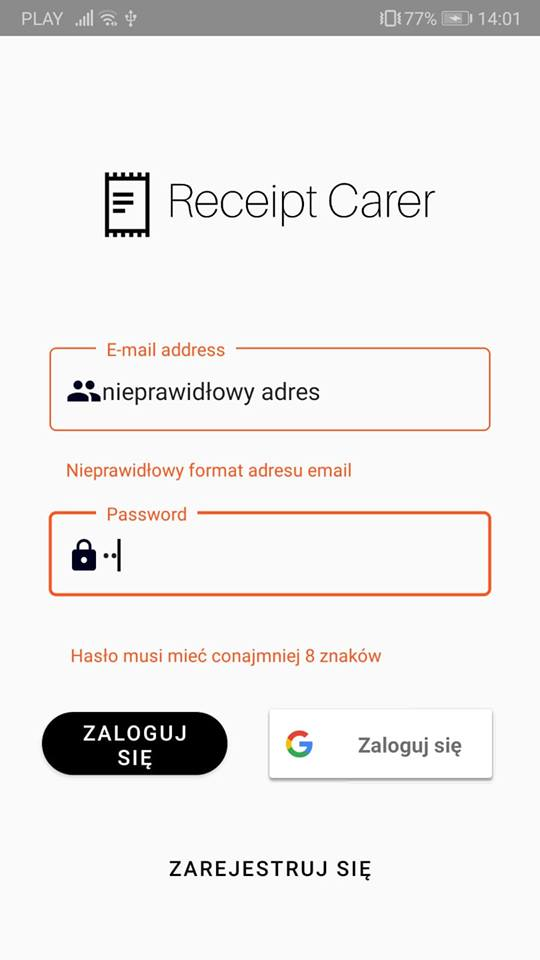 PLAY 77% 14:01
Receipt Carer
E-mail address
nieprawidłowy adres
Nieprawidłowy format adresu email
Password
••
Hasło musi mieć conajmniej 8 znaków
ZALOGUJ
SIĘ
Zaloguj się
ZAREJESTRUJ SIĘ